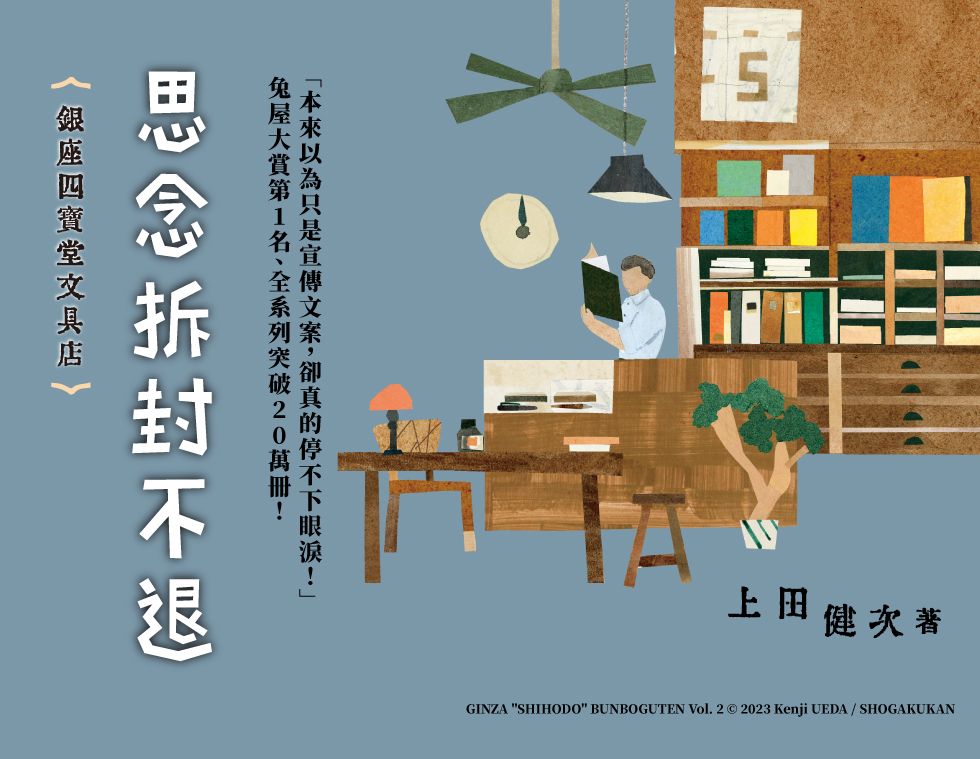 「本來以為只是宣傳文案，卻真的停不下眼淚！」
兔屋大賞第1名、全系列突破20萬冊！
思念拆封不退
︷銀座四寶堂文具店︸
上田健次 著
GINZA "SHIHODO" BUNBOGUTEN Vol. 2 © 2023 Kenji UEDA / SHOGAKUKAN
S